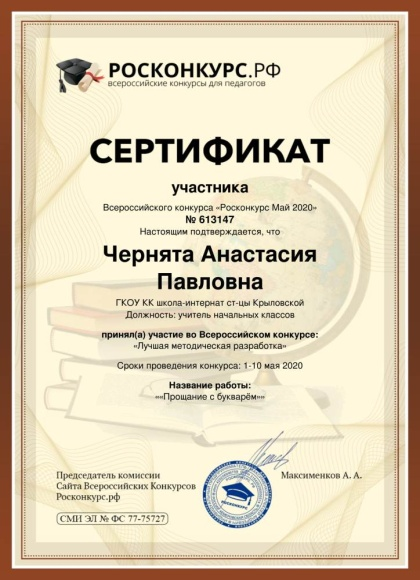 РОСКОНКУРС.РФ
всероссийские конкурсы для педагогов
СЕРТИФИКАТ
участника
Всероссийского конкурса «Росконкурс Май 2020»
№ 613147
Настоящим подтверждается, что
Чернята Анастасия
Павловна
ГКОУ КК школа-интернат ст-цы Крыловской
Должность: учитель начальных классов
принял(а) участие во Всероссийском конкурсе:
«Лучшая методическая разработка»
Сроки проведения конкурса: 1-10 мая 2020
Название работы:
««Прощание с букварём»»
Председатель комиссии
Сайта Всероссийских Конкурсов
Росконкурс.рф
Максименков А. А.
РОСКОНКУРС
СМИ ЭЛ № ФС 77-75727